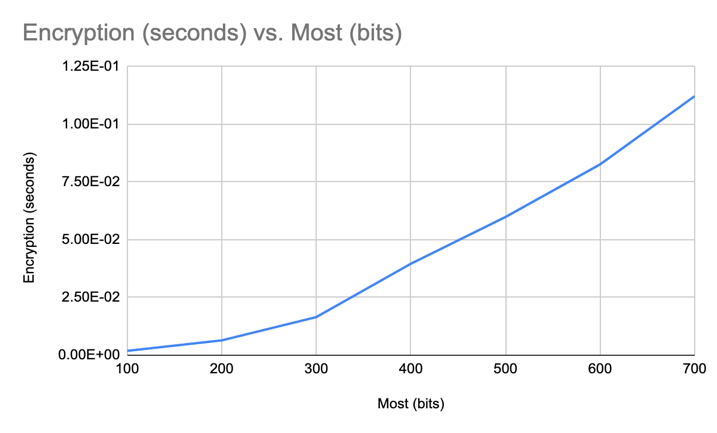 Encryption (seconds) vs. Most (bits)
1.25E-01
1.00E-01
7.50E-02
5.00E-02
2.50E-02
0.00E+00
Encryption (seconds)
100 200 300 400 500 600 700
Most (bits)